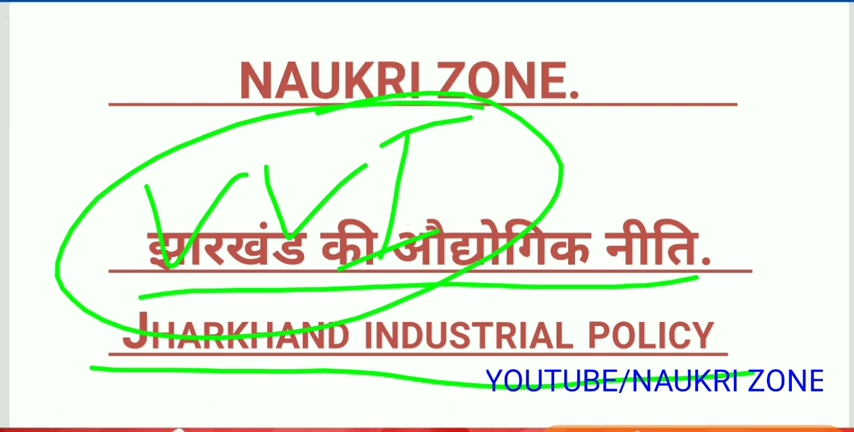 NAUKRI ZONE.
VVI
झारखंड की औद्योगिक नीति.
JHARKHAND INDUSTRIAL POLICY
YOUTUBE/NAUKRI ZONE